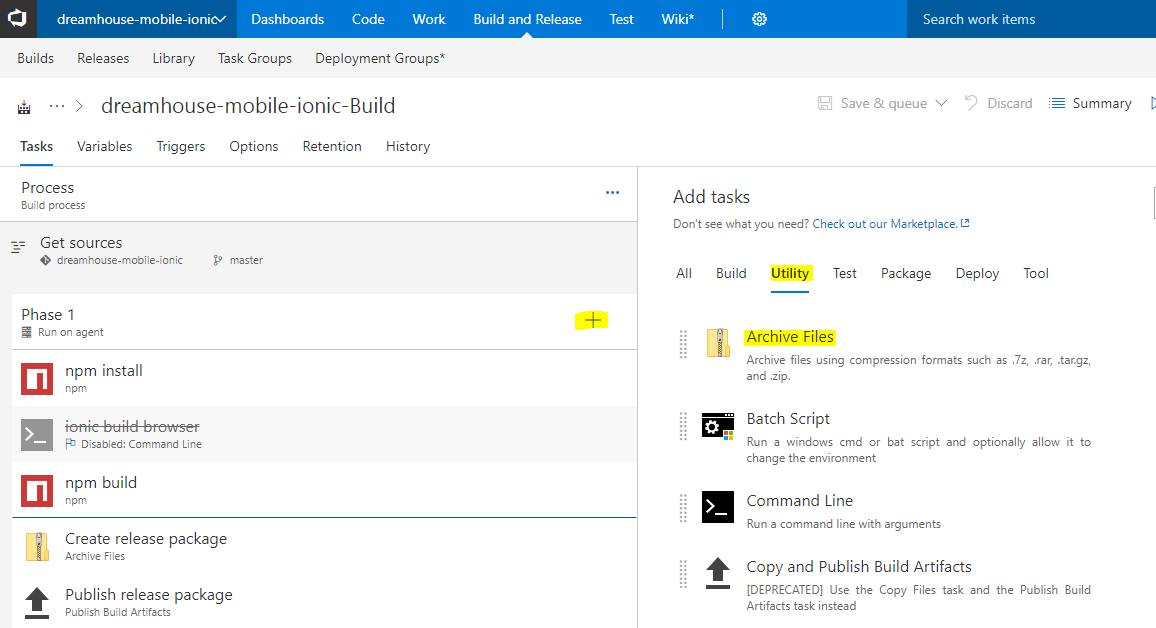 dreamhouse-mobile-ionic
Dashboards
Code
Work
Build and Release
Test
Wiki*
Search work items
Builds
Releases
Library
Task Groups
Deployment Groups*
dreamhouse-mobile-ionic-Build
Save & queue
Discard
Summary
Tasks
Variables
Triggers
Options
Retention
History
Process
Build process
Get sources
dreamhouse-mobile-ionic
master
Phase 1
Run on agent
npm install
npm
ionic build browser
Disabled: Command Line
npm build
npm
Create release package
Archive Files
Publish release package
Publish Build Artifacts
Add tasks
Don't see what you need? Check out our Marketplace.
All
Build
Utility
Test
Package
Deploy
Tool
Archive Files
Archive files using compression formats such as .7z, .rar, .tar.gz,
and .zip.
Batch Script
Run a windows cmd or bat script and optionally allow it to
change the environment
Command Line
Run a command line with arguments
Copy and Publish Build Artifacts
[DEPRECATED] Use the Copy Files task and the Publish Build
Artifacts task instead